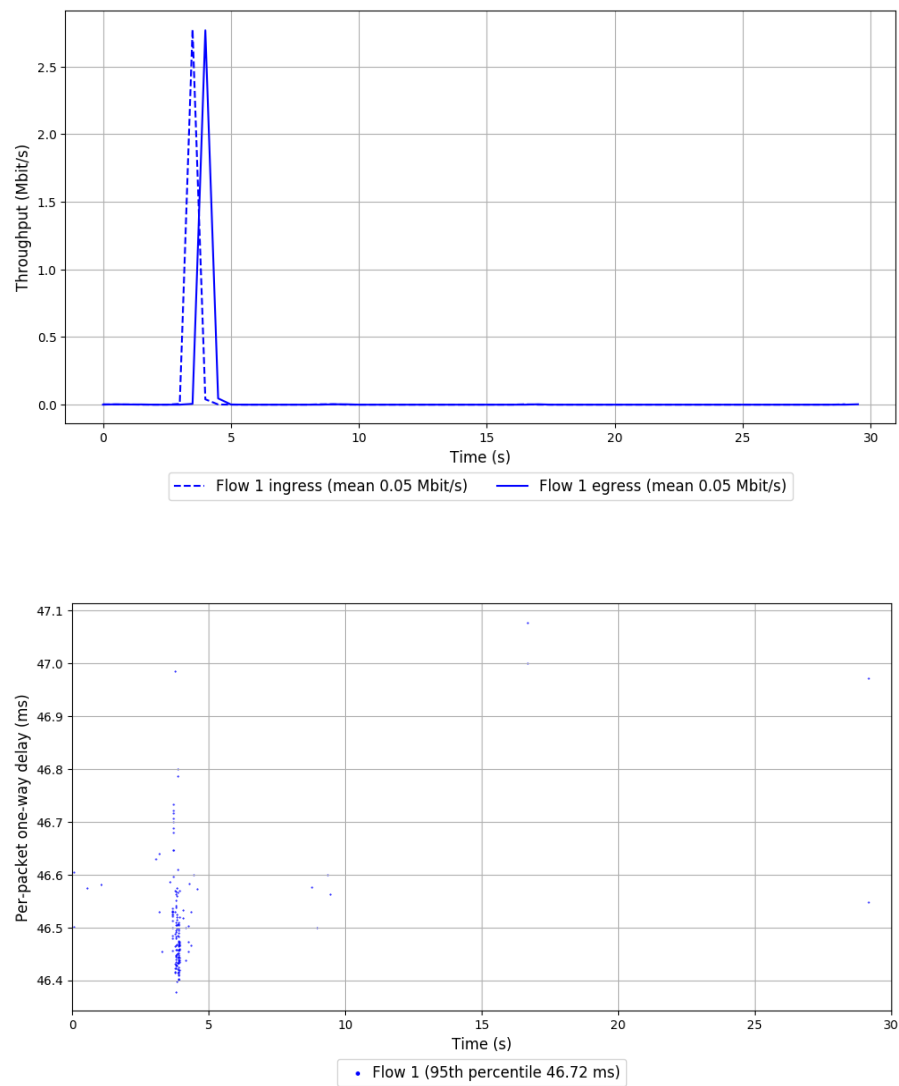 2.5
2.0
1.5
1.0
0.5
0.0
Throughput (Mbit/s)
0 5 10 15 20 25 30
Time (s)
Flow 1 ingress (mean 0.05 Mbit/s) Flow 1 egress (mean 0.05 Mbit/s)
47.1
47.0
46.9
46.8
46.7
46.6
46.5
46.4
Per-packet one-way delay (ms)
0 5 10 15 20 25 30
Time (s)
Flow 1 (95th percentile 46.72 ms)